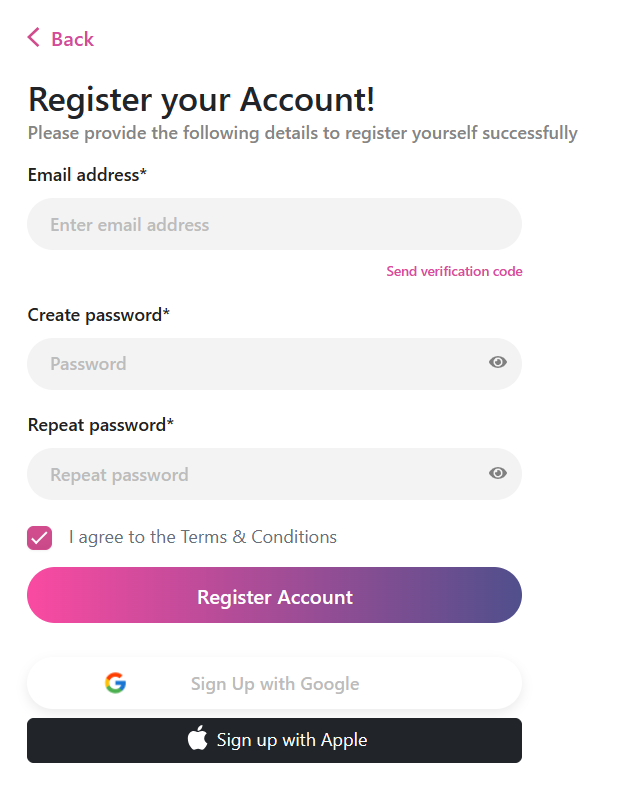 Back
Register your Account!
Please provide the following details to register yourself successfully
Email address*
Enter email address
Send verification code
Create password*
Password
Repeat password*
Repeat password
I agree to the Terms & Conditions
Register Account
Sign Up with Google
Sign up with Apple